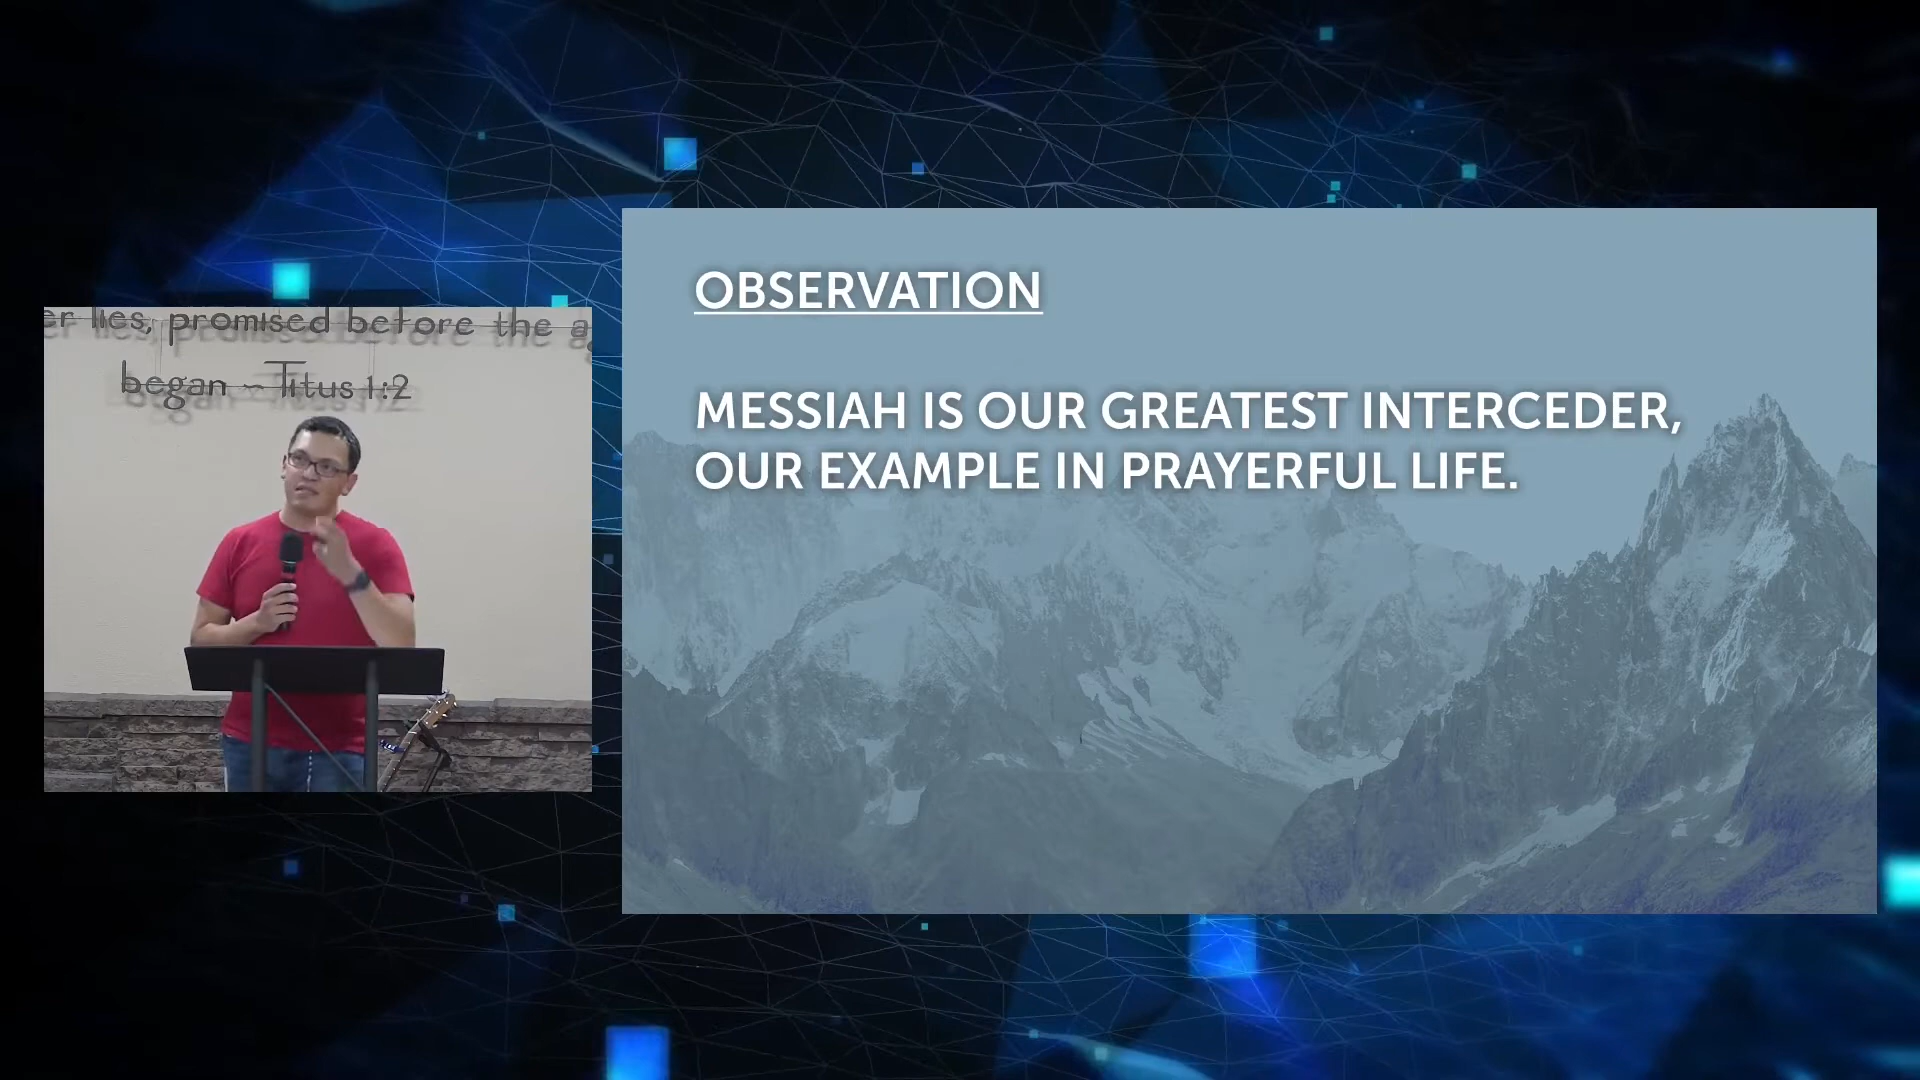 er lies, promised before the a
began ~ Titus 1:2
OBSERVATION
MESSIAH IS OUR GREATEST INTERCEDER,
OUR EXAMPLE IN PRAYERFUL LIFE.